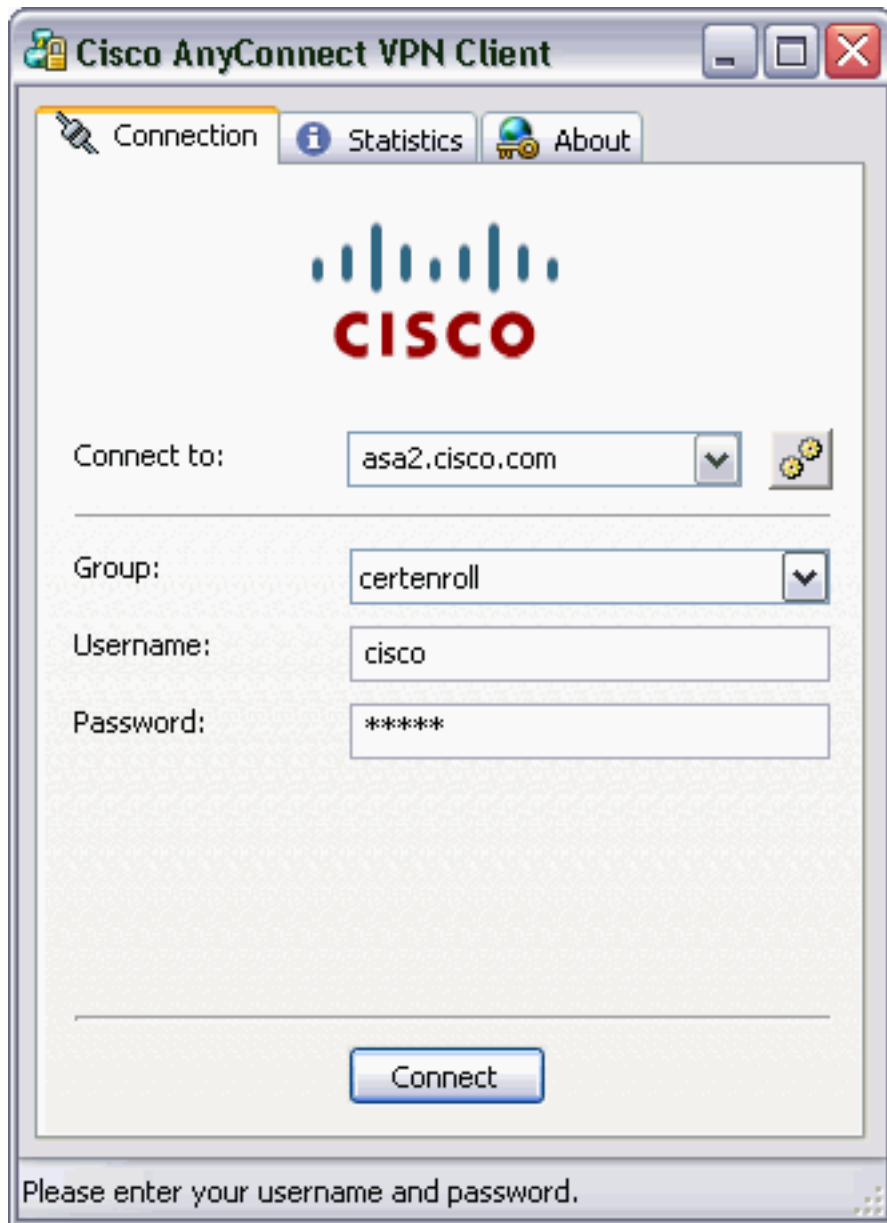 Cisco AnyConnect VPN Client
Connection Statistics About
CISCO
Connect to: asa2.cisco.com
Group: certenroll
Username: cisco
Password: *****
Connect
Please enter your username and password.